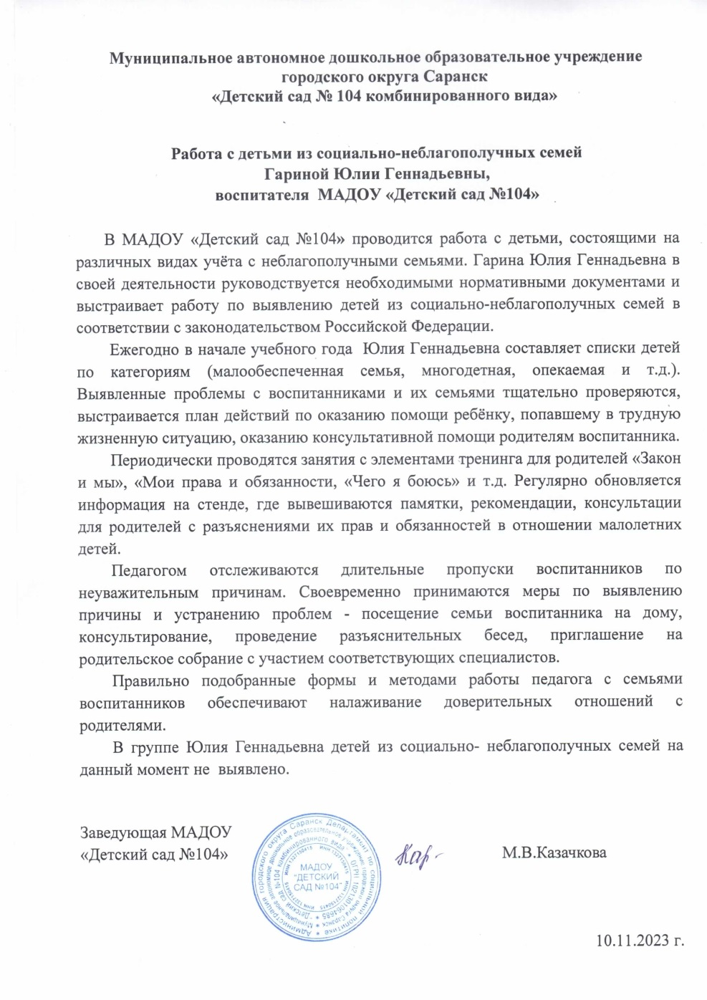 Муниципальное автономное дошкольное образовательное учреждение
городского округа Саранск
«Детский сад № 104 комбинированного вида»
Работа с детьми из социально-неблагополучных семей
Гариной Юлии Геннадьевны,
воспитателя МАДОУ «Детский сад №104»
В МАДОУ «Детский сад №104» проводится работа с детьми, состоящими на
различных видах учёта с неблагополучными семьями. Гарина Юлия Геннадьевна в
своей деятельности руководствуется необходимыми нормативными документами и
выстраивает работу по выявлению детей из социально-неблагополучных семей в
соответствии с законодательством Российской Федерации.
Ежегодно в начале учебного года Юлия Геннадьевна составляет списки детей
по категориям (малообеспеченная семья, многодетная, опекаемая и т.д.).
Выявленные проблемы с воспитанниками и их семьями тщательно проверяются,
выстраивается план действий по оказанию помощи ребёнку, попавшему в трудную
жизненную ситуацию, оказанию консультативной помощи родителям воспитанника.
Периодически проводятся занятия с элементами тренинга для родителей «Закон
и мы», «Мои права и обязанности, «Чего я боюсь» и т.д. Регулярно обновляется
информация на стенде, где вывешиваются памятки, рекомендации, консультации
для родителей с разъяснениями их прав и обязанностей в отношении малолетних
детей.
Педагогом отслеживаются длительные пропуски воспитанников по
неуважительным причинам. Своевременно принимаются меры по выявлению
причины и устранению проблем - посещение семьи воспитанника на дому,
консультирование, проведение разъяснительных бесед, приглашение на
родительское собрание с участием соответствующих специалистов.
Правильно подобранные формы и методами работы педагога с семьями
воспитанников обеспечивают налаживание доверительных отношений с
родителями.
В группе Юлия Геннадьевна детей из социально- неблагополучных семей на
данный момент не выявлено.
Заведующая МАДОУ
«Детский сад №104»
М.В.Казачкова
МАДОУ
"ДЕТСКИЙ
САД №104"
10.11.2023 г.